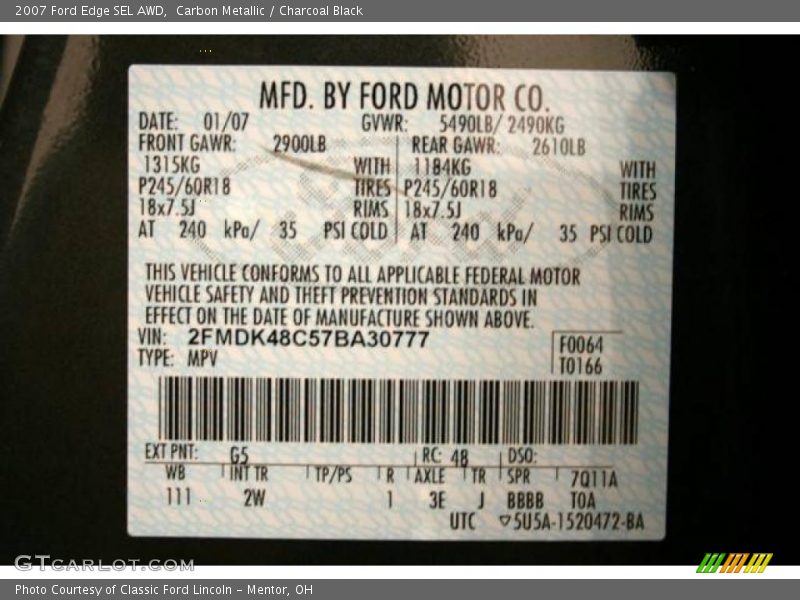 2007 Ford Edge SEL AWD,  Carbon Metallic / Charcoal Black
MFD. BY FORD MOTOR CO.
DATE: 01/07 GVWR: 5490LB/ 2490KG
FRONT GAWR: 2900LB REAR GAWR: 2610LB
1315KG WITH 1184KG WITH
P245/60R18 TIRES P245/60R18 TIRES
18x7.5J RIMS 18x7.5J RIMS
AT 240 kPa/ 35 PSI COLD AT 240 kPa/ 35 PSI COLD
THIS VEHICLE CONFORMS TO ALL APPLICABLE FEDERAL MOTOR
VEHICLE SAFETY AND THEFT PREVENTION STANDARDS IN
EFFECT ON THE DATE OF MANUFACTURE SHOWN ABOVE.
VIN: 2FMDK48C57BA30777 F0064
TYPE: MPV T0166
EXT PNT: G5 RC: 48 DSO:
WB INT TR TP/PS R AXLE TR SPR 7Q11A
111 2W 1 3E J BBBB TOA
UTC ▽5U5A-1520472-BA
GTcarlot.com
Photo Courtesy of Classic Ford Lincoln - Mentor, OH